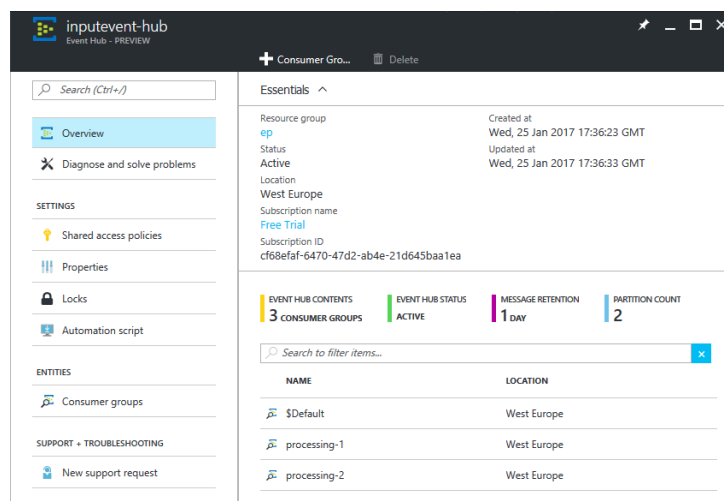 inputevent-hub
Event Hub - PREVIEW
Consumer Gro... Delete
Search (Ctrl+/)
Overview
Diagnose and solve problems
SETTINGS
Shared access policies
Properties
Locks
Automation script
ENTITIES
Consumer groups
SUPPORT + TROUBLESHOOTING
New support request
Essentials
Resource group
ep
Status
Active
Location
West Europe
Subscription name
Free Trial
Subscription ID
cf68efaf-6470-47d2-ab4e-21d645baa1ea
Created at
Wed, 25 Jan 2017 17:36:23 GMT
Updated at
Wed, 25 Jan 2017 17:36:33 GMT
EVENT HUB CONTENTS
3 CONSUMER GROUPS
EVENT HUB STATUS
ACTIVE
MESSAGE RETENTION
1 DAY
PARTITION COUNT
2
Search to filter items...
NAME LOCATION
$Default West Europe
processing-1 West Europe
processing-2 West Europe